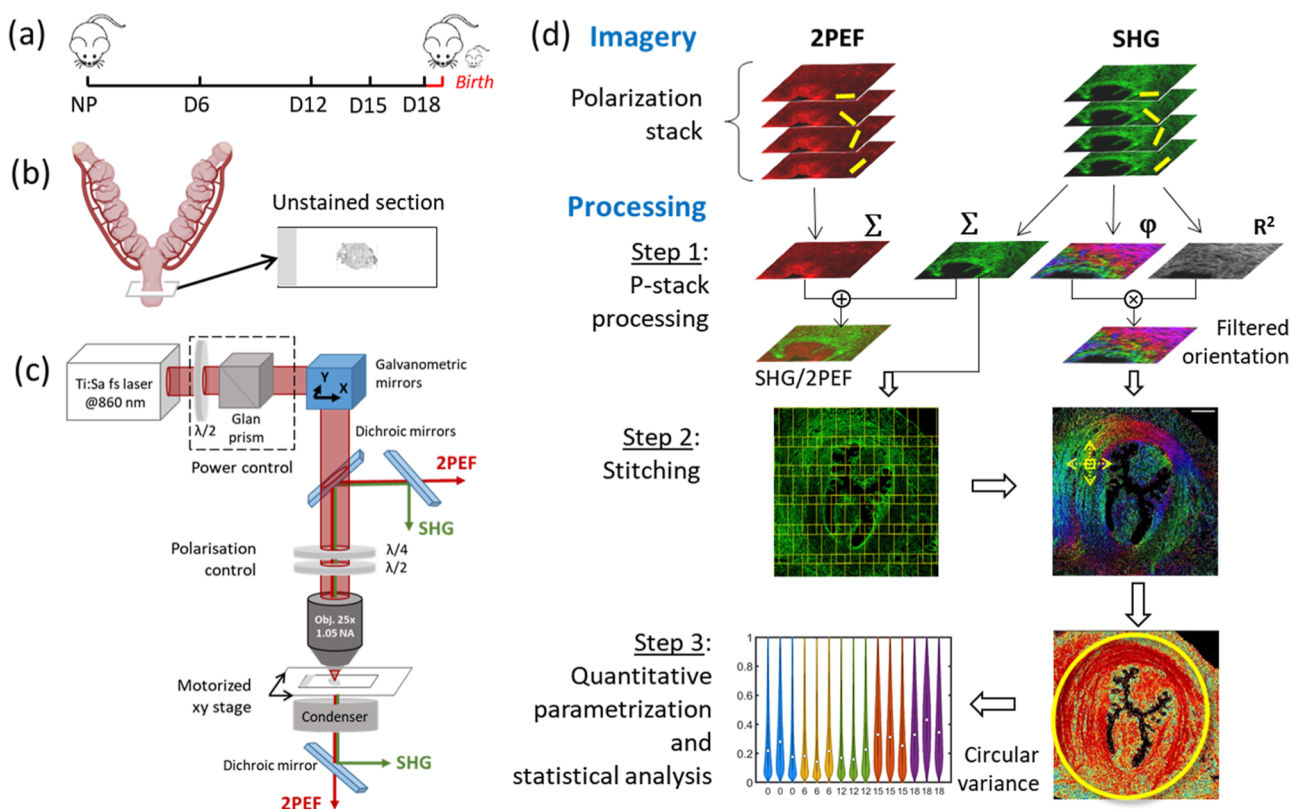 (a)
NP D6 D12 D15 D18 Birth
(b)
Unstained section
(c)
Ti:Sa fs laser
@860 nm
λ/2
Glan
prism
Power control
Y
X
Galvanometric
mirrors
Dichroic mirrors
2PEF
SHG
Polarisation
control
λ/4
λ/2
Obj. 25x
1.05 NA
Motorized
xy stage
Condenser
Dichroic mirror
SHG
2PEF
(d) Imagery 2PEF SHG
Polarization
stack
Processing
Σ Σ φ R²
Step 1:
P-stack
processing
+
×
SHG/2PEF
Filtered
orientation
Step 2:
Stitching
Step 3:
Quantitative
parametrization
and
statistical analysis
1
0.8
0.6
0.4
0.2
0
0 0 0 6 6 6 12 12 12 15 15 15 18 18 18
Circular
variance